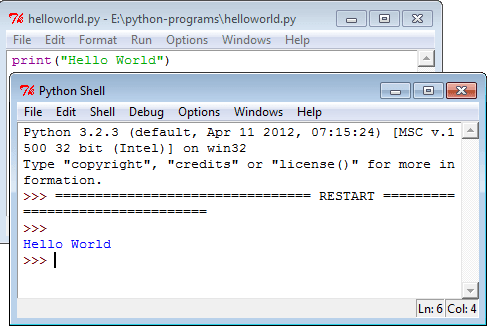 helloworld.py - E:\python-programs\helloworld.py
File Edit Format Run Options Windows Help
print("Hello World")
Python Shell
File Edit Shell Debug Options Windows Help
Python 3.2.3 (default, Apr 11 2012, 07:15:24) [MSC v.1
500 32 bit (Intel)] on win32
Type "copyright", "credits" or "license()" for more in
formation.
>>> ================================ RESTART =========
=======================
>>>
Hello World
>>>
Ln: 6 Col: 4